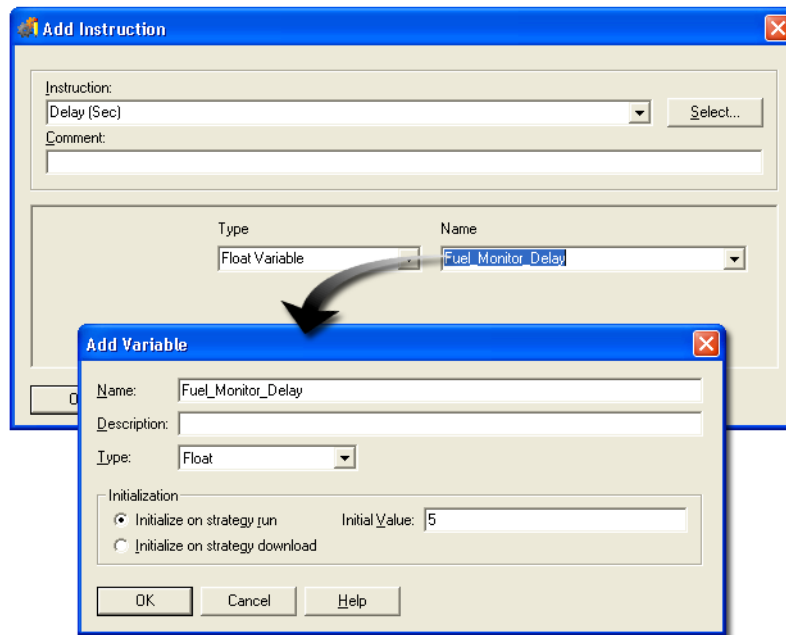 Add Instruction
Instruction:
Delay (Sec)
Select...
Comment:
Type Name
Float Variable Fuel_Monitor_Delay
Add Variable
Name: Fuel_Monitor_Delay
Description:
Type: Float
Initialization
Initialize on strategy run Initial Value: 5
Initialize on strategy download
OK Cancel Help